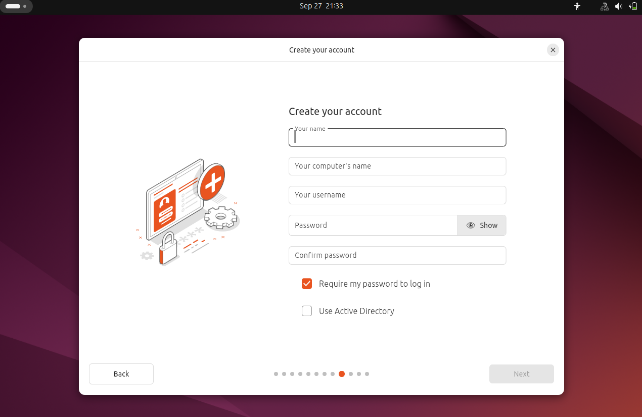 Sep 27 21:33
Create your account
Create your account
Your name
Your computer's name
Your username
Password
Show
Confirm password
Require my password to log in
Use Active Directory
Back
Next